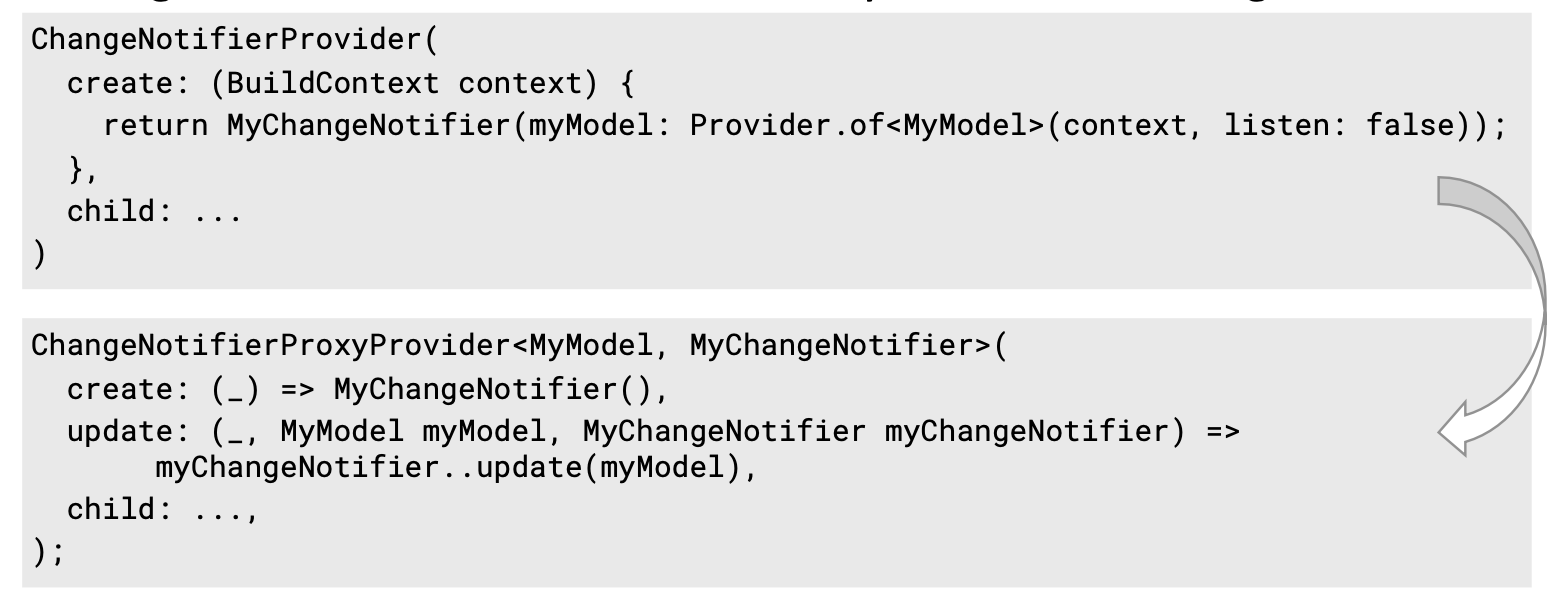 ChangeNotifierProvider(
  create: (BuildContext context) {
    return MyChangeNotifier(myModel: Provider.of<MyModel>(context, listen: false));
  },
  child: ...
)
ChangeNotifierProxyProvider<MyModel, MyChangeNotifier>(
  create: (_) => MyChangeNotifier(),
  update: (_, MyModel myModel, MyChangeNotifier myChangeNotifier) =>
       myChangeNotifier..update(myModel),
  child: ...,
);